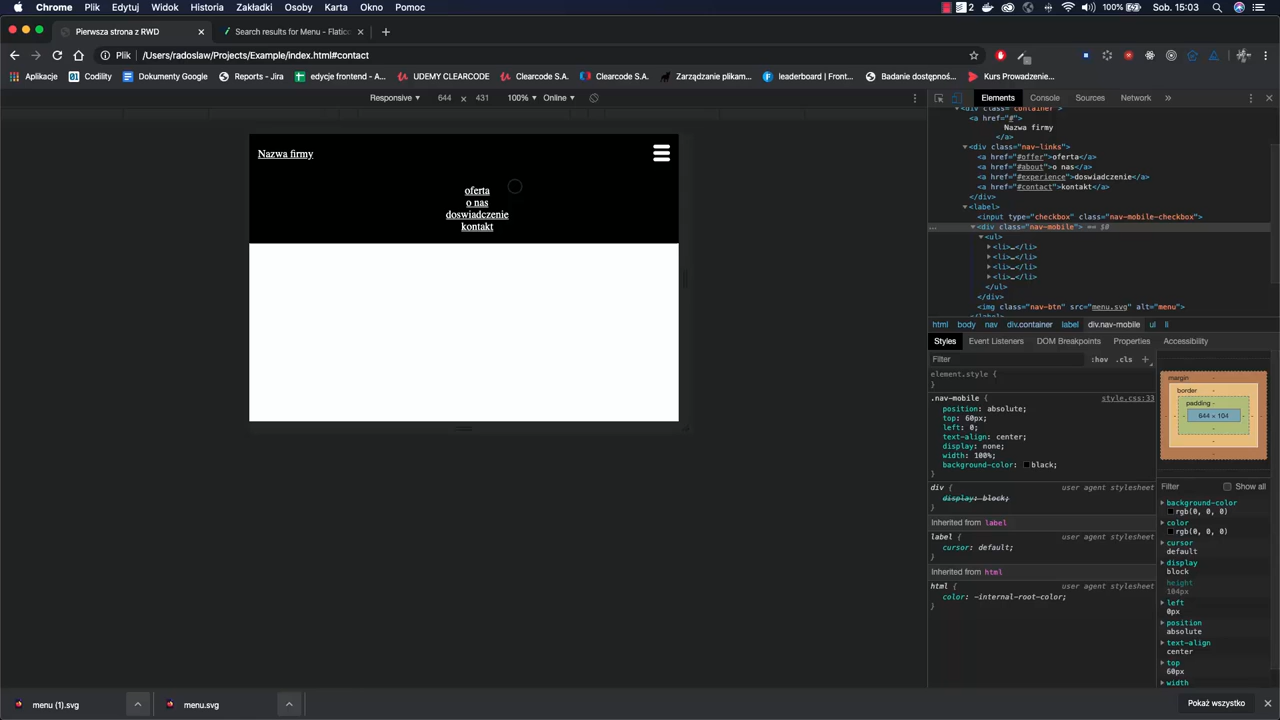 Chrome Plik Edytuj Widok Historia Zakładki Osoby Karta Okno Pomoc 2 100% Sob. 15:03
Pierwsza strona z RWD Search results for Menu - Flatic
Plik /Users/radoslaw/Projects/Example/index.html#contact
Aplikacje Codility Dokumenty Google Reports - Jira edycje frontend - A... UDEMY CLEARCODE Clearcode S.A. Clearcode S.A. Zarządzanie plikam... leaderboard | Front... Badanie dostępnoś... Kurs Prowadzenie...
Responsive 644 × 431 100% Online
Elements Console Sources Network »
Nazwa firmy
oferta
o nas
doswiadczenie
kontakt
<div class="container">
<a href="#">
Nazwa firmy
</a>
<div class="nav-links">
<a href="#offer">oferta</a>
<a href="#about">o nas</a>
<a href="#experience">doswiadczenie</a>
<a href="#contact">kontakt</a>
</div>
<label>
<input type="checkbox" class="nav-mobile-checkbox">
... <div class="nav-mobile"> == $0
<ul>
<li>…</li>
<li>…</li>
<li>…</li>
<li>…</li>
</ul>
</div>
<img class="nav-btn" src="menu.svg" alt="menu">
html body nav div.container label div.nav-mobile ul li
Styles Event Listeners DOM Breakpoints Properties Accessibility
Filter :hov .cls +
element.style {
}
.nav-mobile { style.css:33
position: absolute;
top: 60px;
left: 0;
text-align: center;
display: none;
width: 100%;
background-color: black;
}
div { user agent stylesheet
display: block;
}
Inherited from label
label { user agent stylesheet
cursor: default;
}
Inherited from html
html { user agent stylesheet
color: -internal-root-color;
}
margin -
border -
padding -
644 × 104
Filter Show all
background-color
rgb(0, 0, 0)
color
rgb(0, 0, 0)
cursor
default
display
block
height
104px
left
0px
position
absolute
text-align
center
top
60px
width
menu (1).svg menu.svg Pokaż wszystko